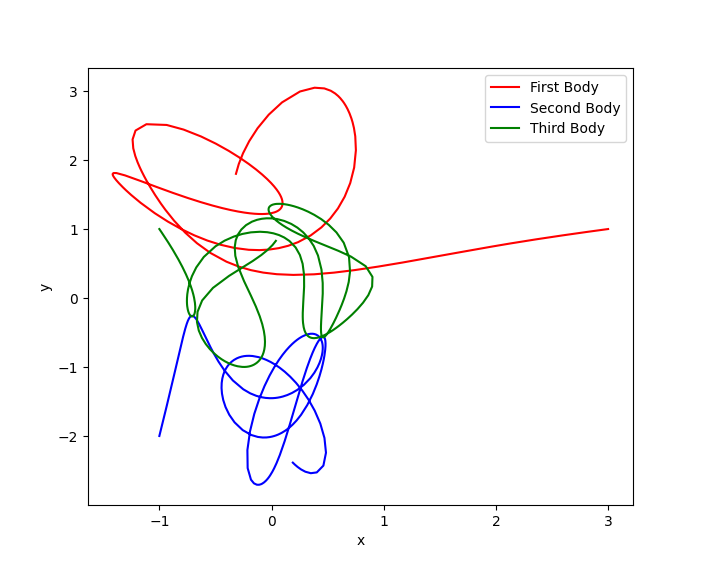 First Body
Second Body
Third Body
3
2
1
0
−1
−2
y
−1 0 1 2 3
x